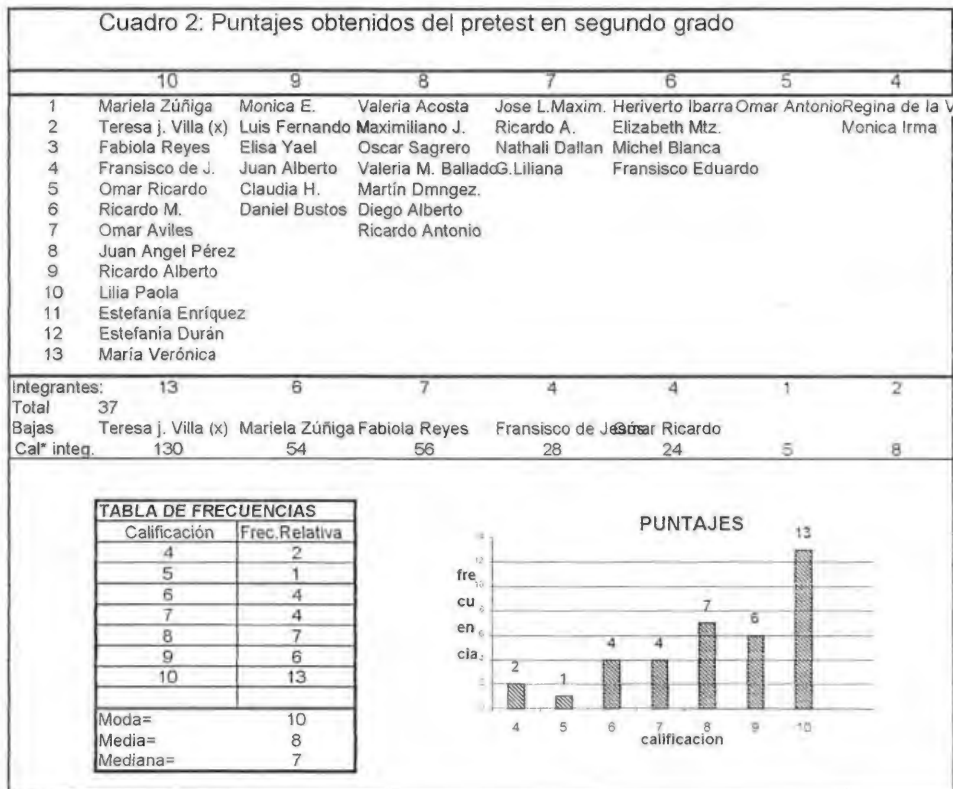 Cuadro 2: Puntajes obtenidos del pretest en segundo grado
10 9 8 7 6 5 4
1 Mariela Zúñiga Monica E. Valeria Acosta Jose L.Maxim. Heriverto Ibarra Omar Antonio Regina de la V
2 Teresa j. Villa (x) Luis Fernando Maximiliano J. Ricardo A. Elizabeth Mtz. Monica Irma
3 Fabiola Reyes Elisa Yael Oscar Sagrero Nathali Dallan Michel Blanca
4 Fransisco de J. Juan Alberto Valeria M. Ballado G.Liliana Fransisco Eduardo
5 Omar Ricardo Claudia H. Martín Dmngez.
6 Ricardo M. Daniel Bustos Diego Alberto
7 Omar Aviles Ricardo Antonio
8 Juan Angel Pérez
9 Ricardo Alberto
10 Lilia Paola
11 Estefanía Enríquez
12 Estefanía Durán
13 María Verónica
Integrantes: 13 6 7 4 4 1 2
Total 37
Bajas Teresa j. Villa (x) Mariela Zúñiga Fabiola Reyes Fransisco de Jesús Omar Ricardo
Cal* integ. 130 54 56 28 24 5 8
TABLA DE FRECUENCIAS
Calificación Frec.Relativa
4 2
5 1
6 4
7 4
8 7
9 6
10 13
Moda= 10
Media= 8
Mediana= 7
PUNTAJES
fre
cu
en
cia
14
12
10
8
6
2 1 4 4 7 6 13
4 5 6 7 8 9 10
calificacion